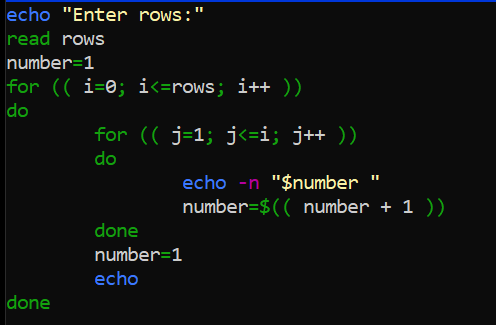 echo "Enter rows:"
read rows
number=1
for (( i=0; i<=rows; i++ ))
do
        for (( j=1; j<=i; j++ ))
        do
                echo -n "$number "
                number=$(( number + 1 ))
        done
        number=1
        echo
done